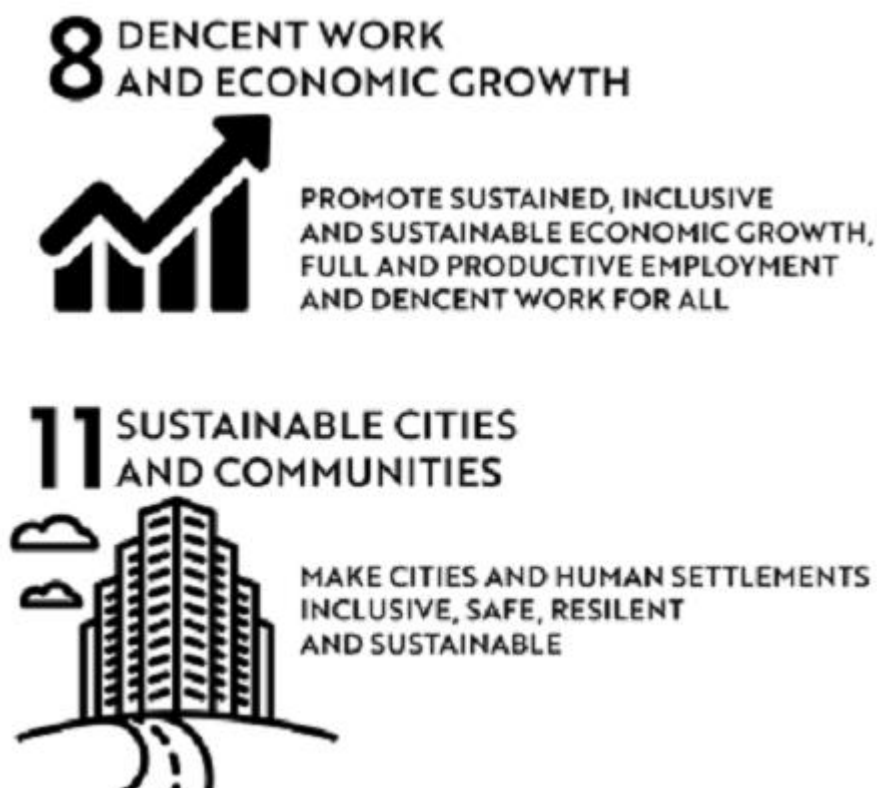 8 DENCENT WORK
AND ECONOMIC GROWTH
PROMOTE SUSTAINED, INCLUSIVE
AND SUSTAINABLE ECONOMIC GROWTH,
FULL AND PRODUCTIVE EMPLOYMENT
AND DENCENT WORK FOR ALL
11 SUSTAINABLE CITIES
AND COMMUNITIES
MAKE CITIES AND HUMAN SETTLEMENTS
INCLUSIVE, SAFE, RESILENT
AND SUSTAINABLE